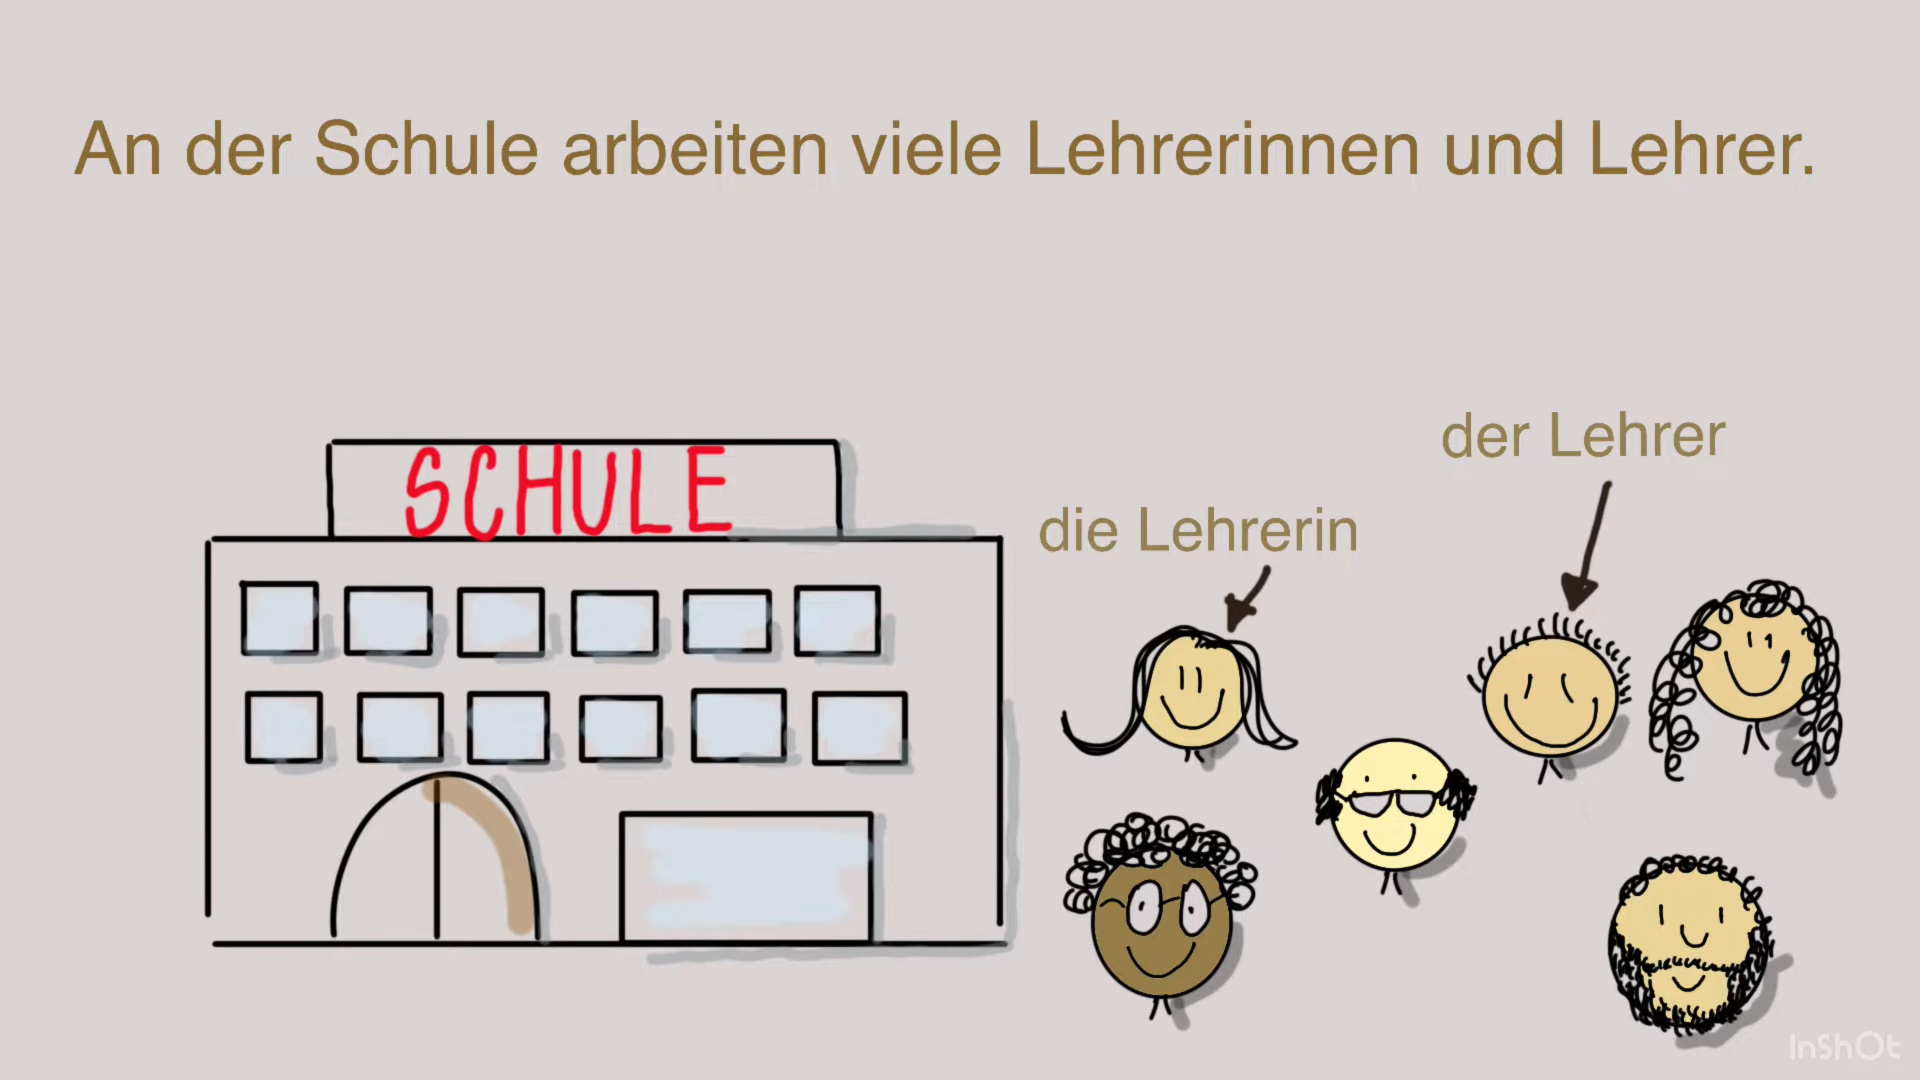 An der Schule arbeiten viele Lehrerinnen und Lehrer.
der Lehrer
SCHULE
die Lehrerin
InShOt